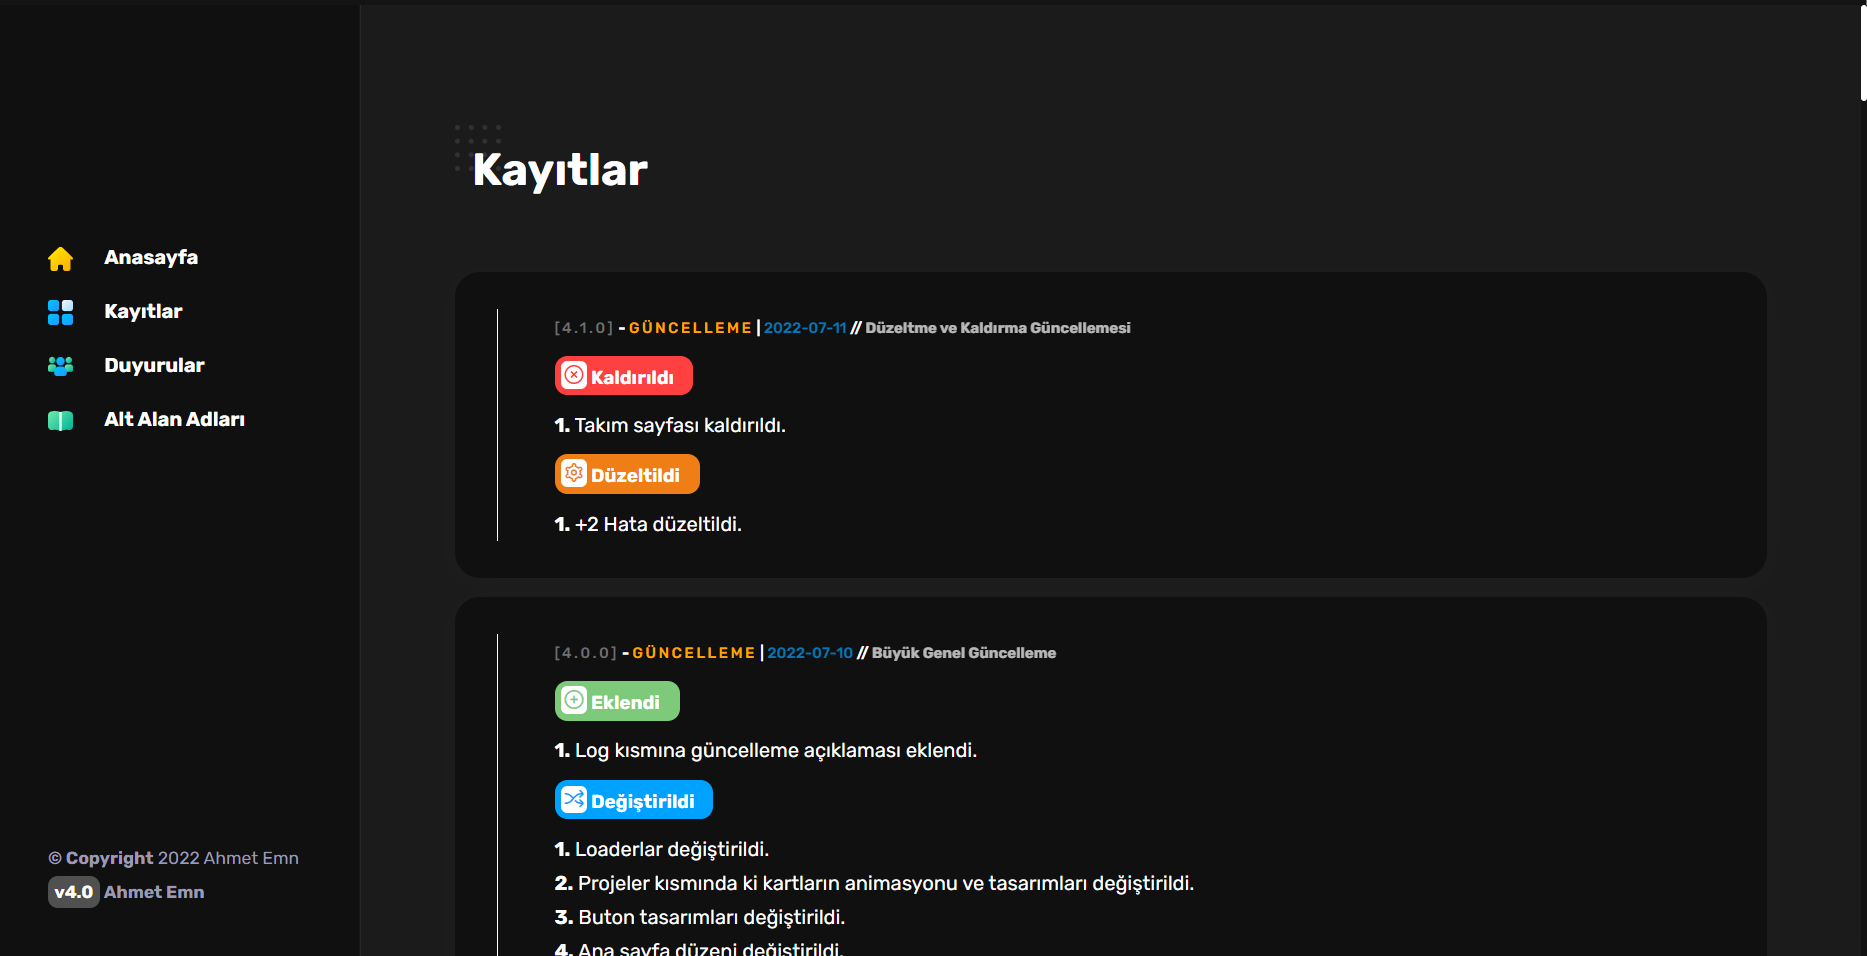 Anasayfa
Kayıtlar
Duyurular
Alt Alan Adları
© Copyright 2022 Ahmet Emn
v4.0 Ahmet Emn
Kayıtlar
[4.1.0] - GÜNCELLEME | 2022-07-11 // Düzeltme ve Kaldırma Güncellemesi
Kaldırıldı
1. Takım sayfası kaldırıldı.
Düzeltildi
1. +2 Hata düzeltildi.
[4.0.0] - GÜNCELLEME | 2022-07-10 // Büyük Genel Güncelleme
Eklendi
1. Log kısmına güncelleme açıklaması eklendi.
Değiştirildi
1. Loaderlar değiştirildi.
2. Projeler kısmında ki kartların animasyonu ve tasarımları değiştirildi.
3. Buton tasarımları değiştirildi.
4. Ana sayfa düzeni değiştirildi.